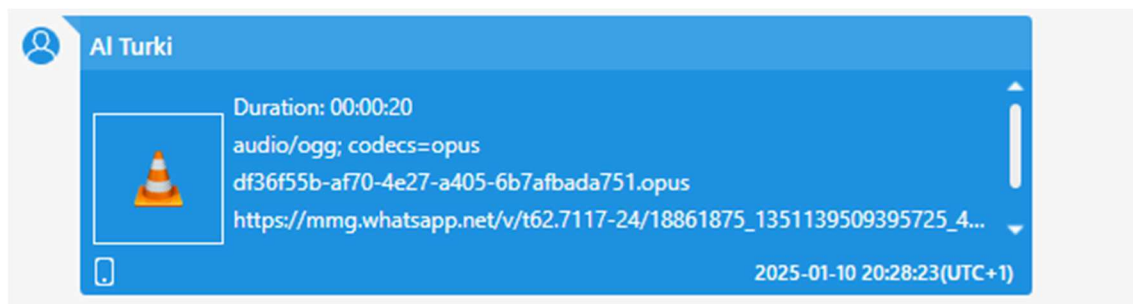 Al Turki
Duration: 00:00:20
audio/ogg; codecs=opus
df36f55b-af70-4e27-a405-6b7afbada751.opus
https://mmg.whatsapp.net/v/t62.7117-24/18861875_1351139509395725_4...
2025-01-10 20:28:23(UTC+1)